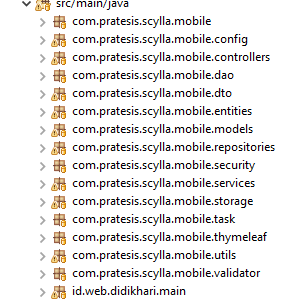 src/main/java
com.pratesis.scylla.mobile
com.pratesis.scylla.mobile.config
com.pratesis.scylla.mobile.controllers
com.pratesis.scylla.mobile.dao
com.pratesis.scylla.mobile.dto
com.pratesis.scylla.mobile.entities
com.pratesis.scylla.mobile.models
com.pratesis.scylla.mobile.repositories
com.pratesis.scylla.mobile.security
com.pratesis.scylla.mobile.services
com.pratesis.scylla.mobile.storage
com.pratesis.scylla.mobile.task
com.pratesis.scylla.mobile.thymeleaf
com.pratesis.scylla.mobile.utils
com.pratesis.scylla.mobile.validator
id.web.didikhari.main